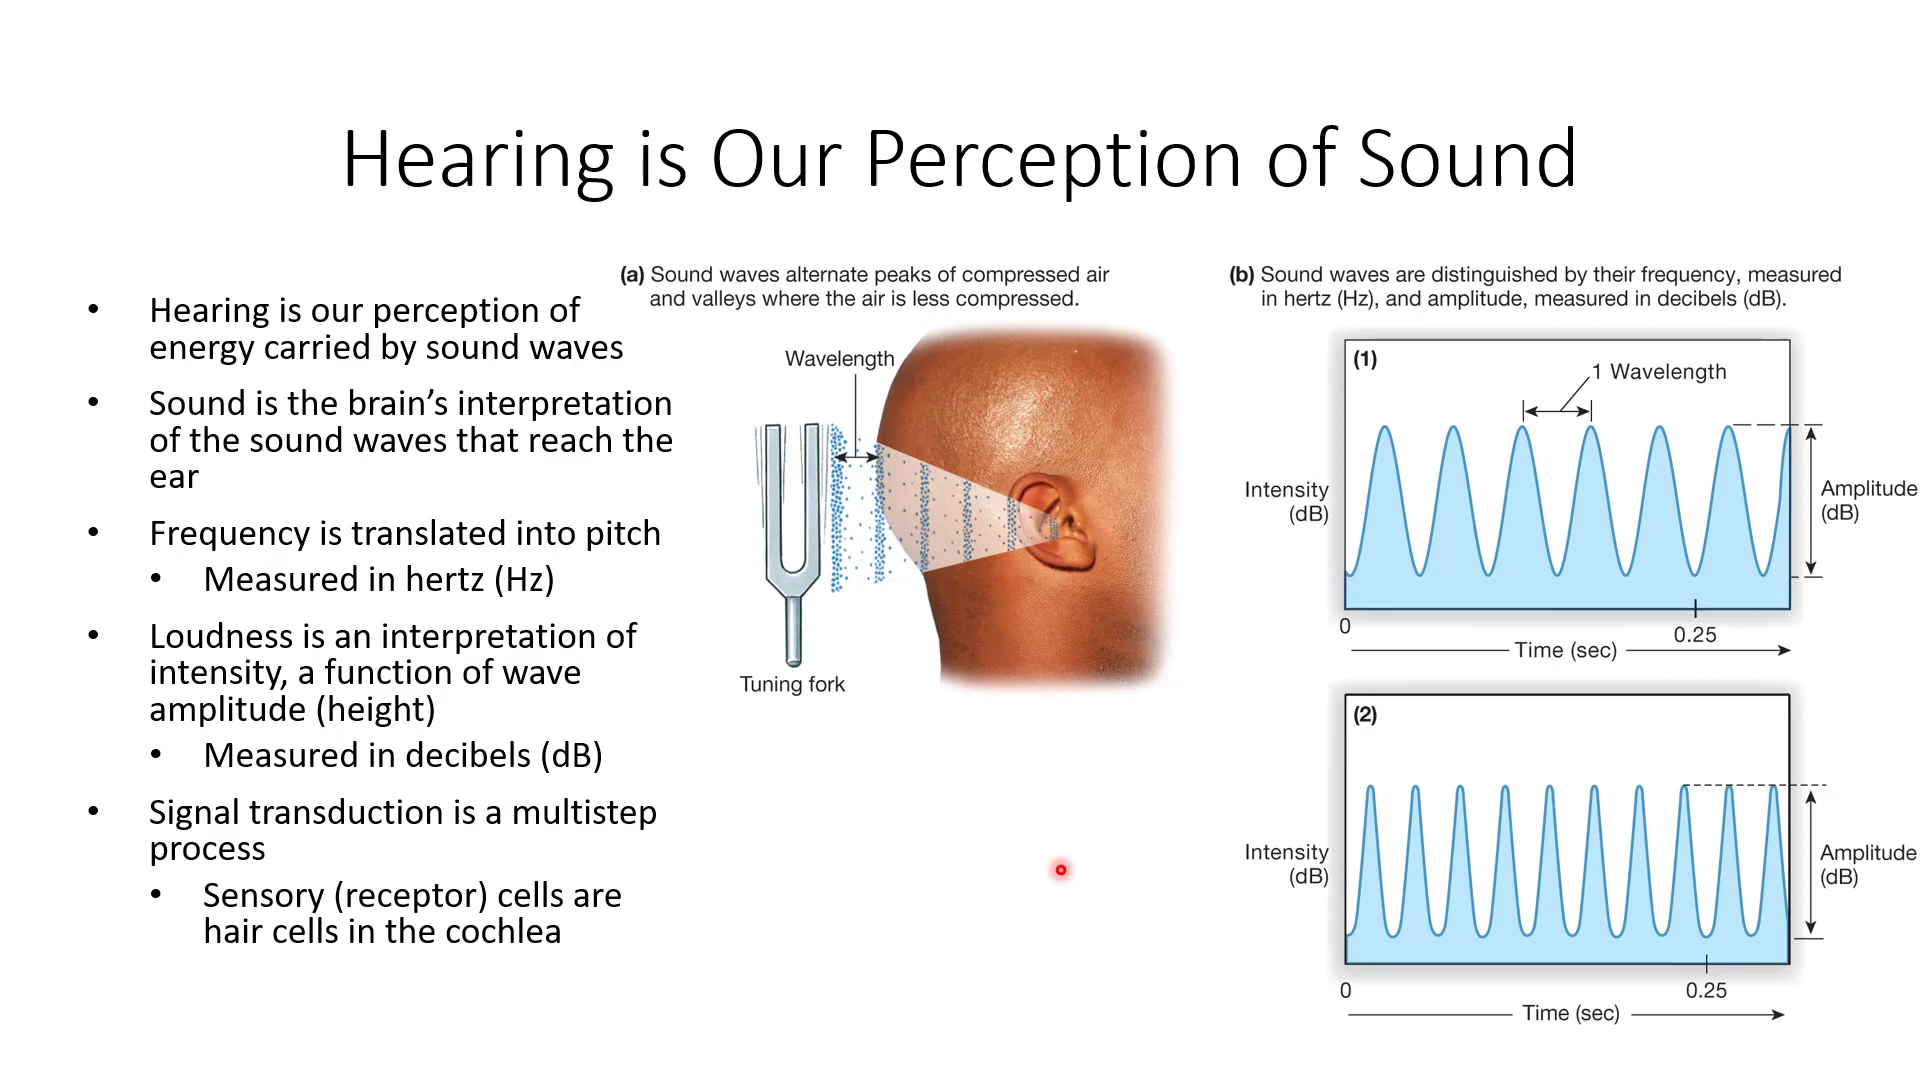 Hearing is Our Perception of Sound
• Hearing is our perception of
energy carried by sound waves
• Sound is the brain’s interpretation
of the sound waves that reach the
ear
• Frequency is translated into pitch
• Measured in hertz (Hz)
• Loudness is an interpretation of
intensity, a function of wave
amplitude (height)
• Measured in decibels (dB)
• Signal transduction is a multistep
process
• Sensory (receptor) cells are
hair cells in the cochlea
(a) Sound waves alternate peaks of compressed air
and valleys where the air is less compressed.
Wavelength
Tuning fork
(b) Sound waves are distinguished by their frequency, measured
in hertz (Hz), and amplitude, measured in decibels (dB).
(1)
1 Wavelength
Intensity
(dB)
Amplitude
(dB)
0
0.25
Time (sec)
(2)
Intensity
(dB)
Amplitude
(dB)
0
0.25
Time (sec)